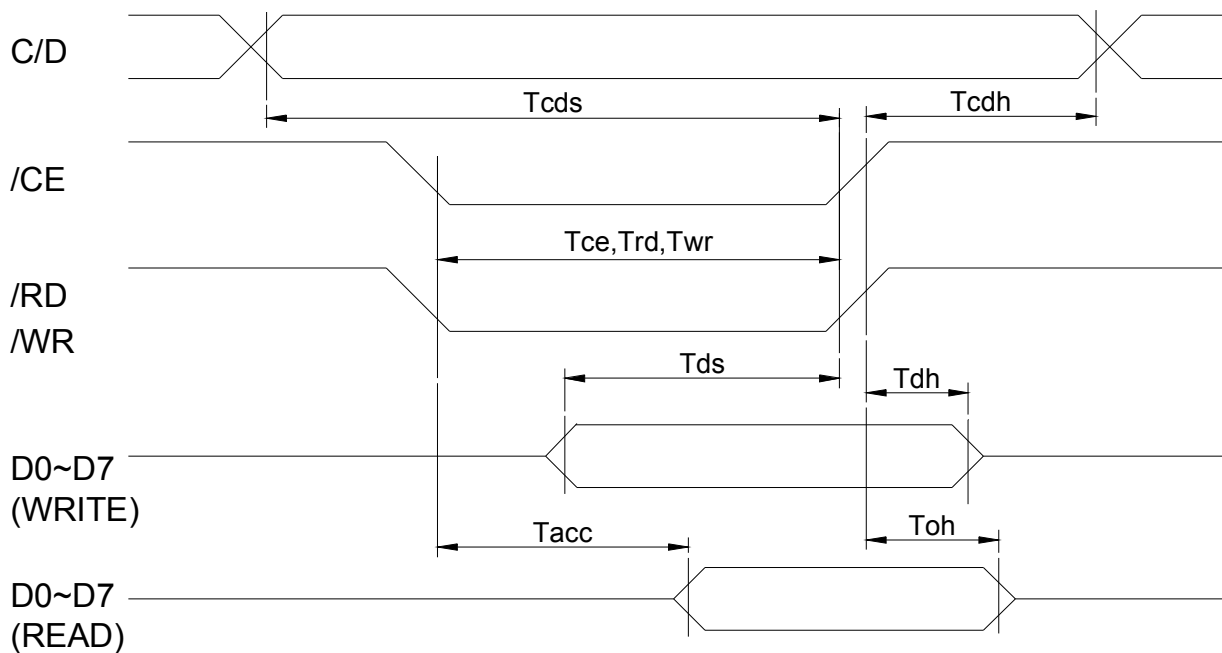 C/D
Tcds
Tcdh
/CE
Tce,Trd,Twr
/RD
/WR
Tds
Tdh
D0~D7
(WRITE)
Tacc
Toh
D0~D7
(READ)